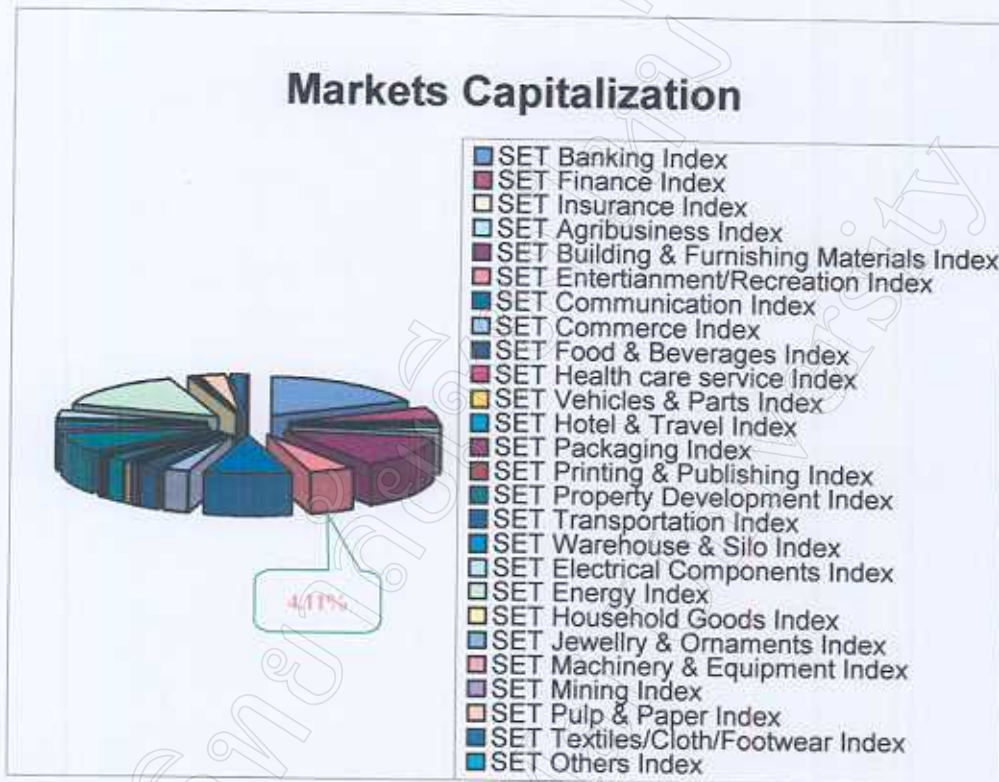 Markets Capitalization
SET Banking Index
SET Finance Index
SET Insurance Index
SET Agribusiness Index
SET Building & Furnishing Materials Index
SET Entertianment/Recreation Index
SET Communication Index
SET Commerce Index
SET Food & Beverages Index
SET Health care service Index
SET Vehicles & Parts Index
SET Hotel & Travel Index
SET Packaging Index
SET Printing & Publishing Index
SET Property Development Index
SET Transportation Index
SET Warehouse & Silo Index
SET Electrical Components Index
SET Energy Index
SET Household Goods Index
SET Jewellry & Ornaments Index
SET Machinery & Equipment Index
SET Mining Index
SET Pulp & Paper Index
SET Textiles/Cloth/Footwear Index
SET Others Index
4.11%